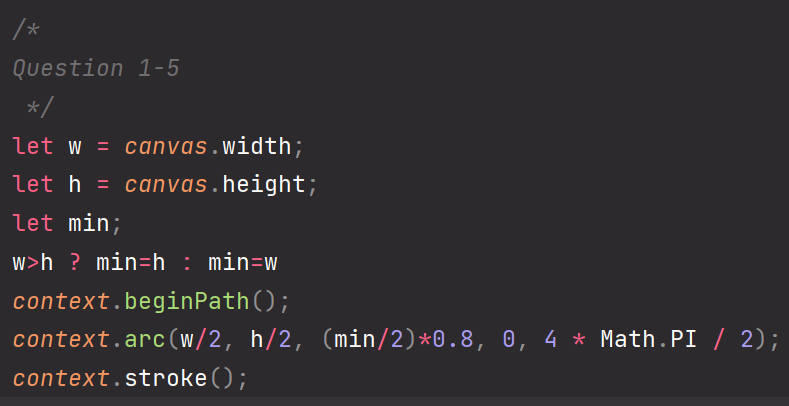 /*
Question 1-5
*/
let w = canvas.width;
let h = canvas.height;
let min;
w>h ? min=h : min=w
context.beginPath();
context.arc(w/2, h/2, (min/2)*0.8, 0, 4 * Math.PI / 2);
context.stroke();